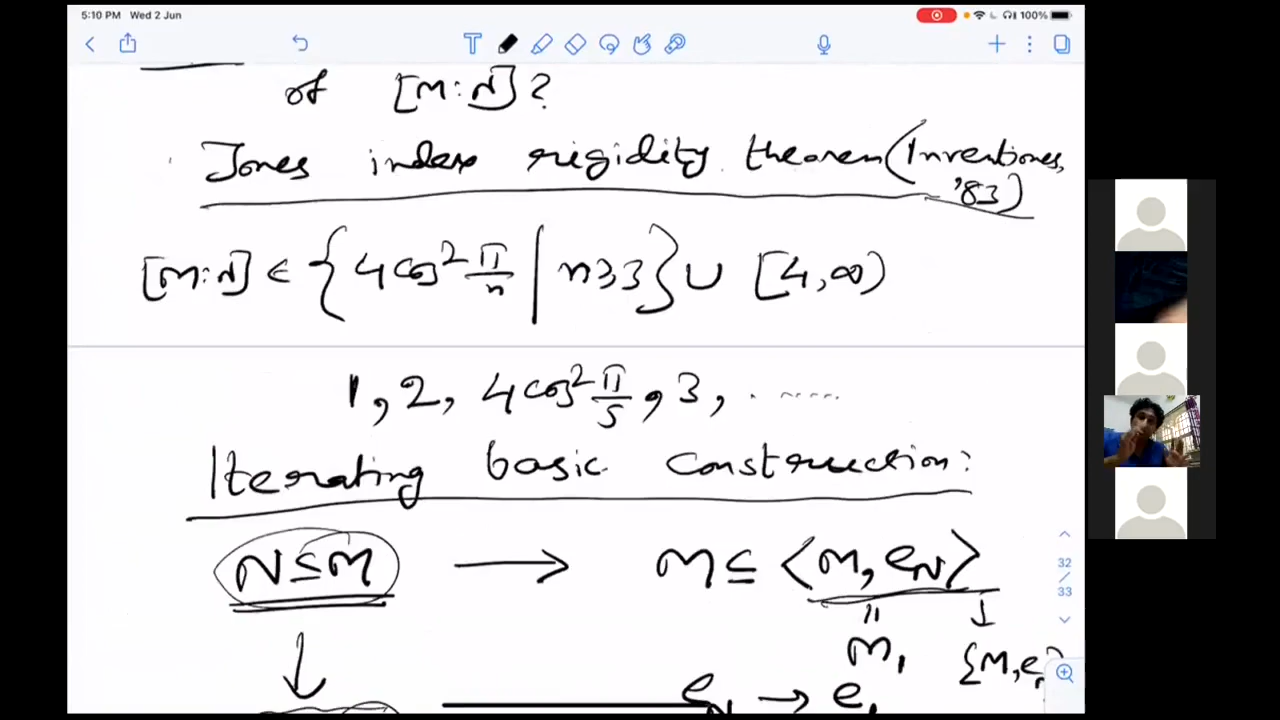 5:10 PM Wed 2 Jun 100%
of [M:N]?
Jones index rigidity theorem (Inventiones,
'83)
[M:N] ∈ {4cos² π/n | n≥3} ∪ [4,∞)
1, 2, 4cos² π/5, 3, ......
Iterating basic construction:
N⊆M → M⊆ ⟨M, e_N⟩
↓ || ↓
M₁ {M, e
e_N → e₁
32
/
33